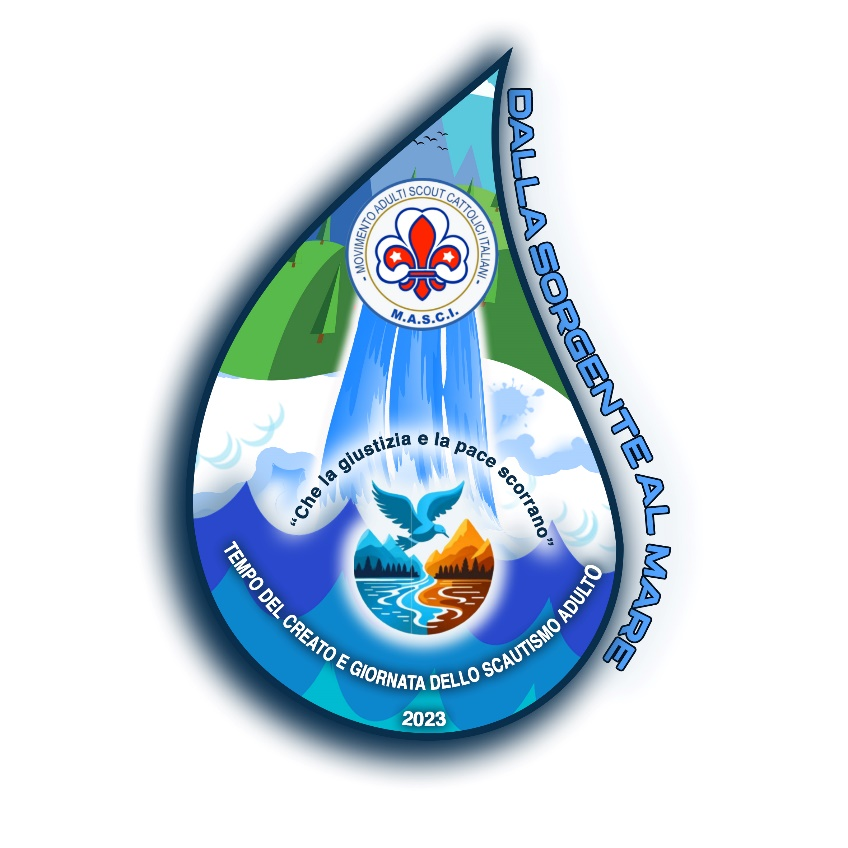 DALLA SORGENTE AL MARE
- MOVIMENTO ADULTI SCOUT CATTOLICI ITALIANI -
M.A.S.C.I.
“Che la giustizia e la pace scorrano”
TEMPO DEL CREATO E GIORNATA DELLO SCAUTISMO ADULTO
2023